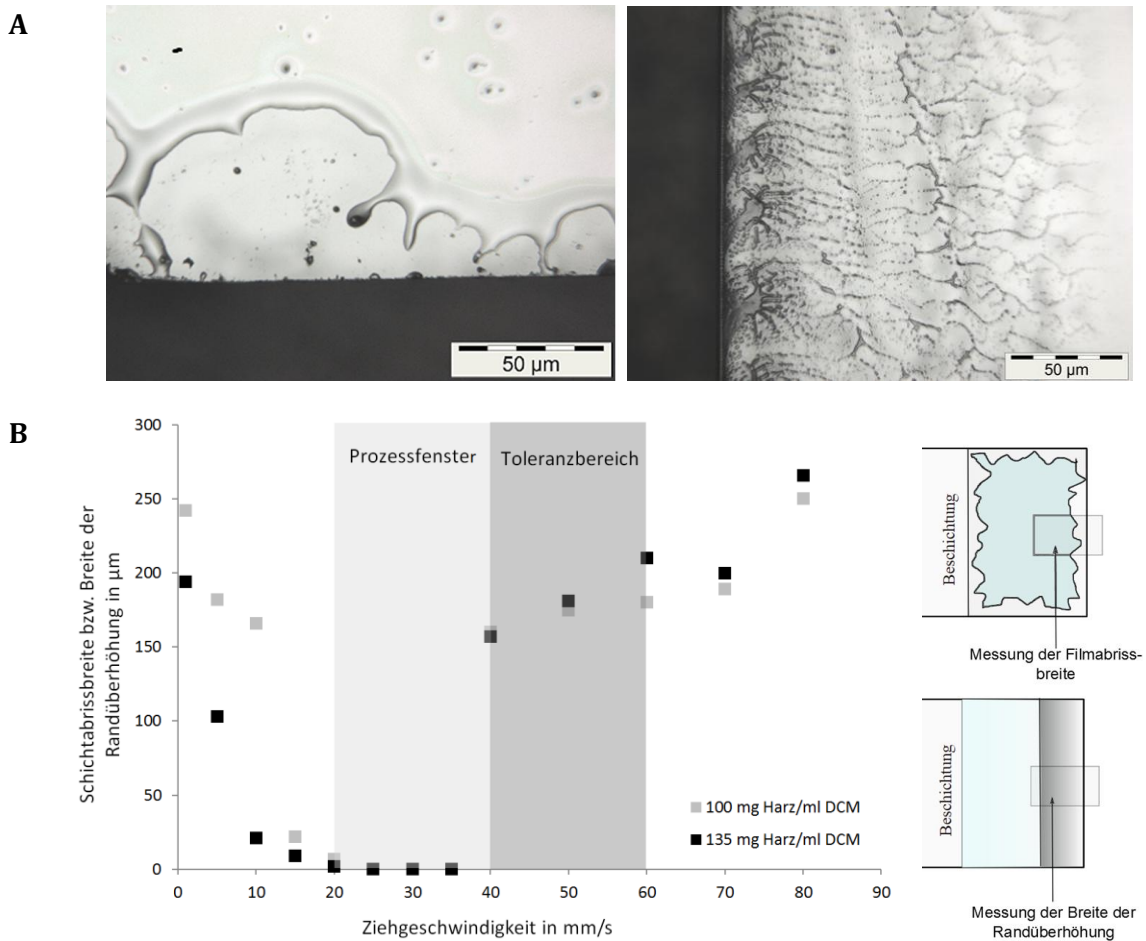 A
50 µm
50 µm
B
Schichtabrissbreite bzw. Breite der
Randüberhöhung in µm
300
250
200
150
100
50
0
Prozessfenster
Toleranzbereich
100 mg Harz/ml DCM
135 mg Harz/ml DCM
0 10 20 30 40 50 60 70 80 90
Ziehgeschwindigkeit in mm/s
Beschichtung
Messung der Filmabriss-
breite
Beschichtung
Messung der Breite der
Randüberhöhung